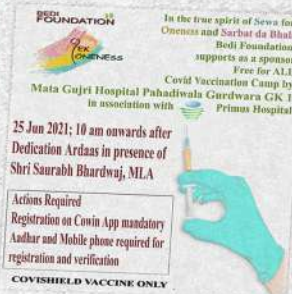 BEDI
FOUNDATION
EK
ONENESS
In the true spirit of Sewa for
Oneness and Sarbat da Bhala
Bedi Foundation
supports as a sponsor
Free for ALL
Covid Vaccination Camp by
Mata Gujri Hospital Pahadiwala Gurdwara GK 1
in association with Primus Hospital
25 Jun 2021; 10 am onwards after
Dedication Ardaas in presence of
Shri Saurabh Bhardwaj, MLA
Actions Required
Registration on Cowin App mandatory
Aadhar and Mobile phone required for
registration and verification
COVISHIELD VACCINE ONLY